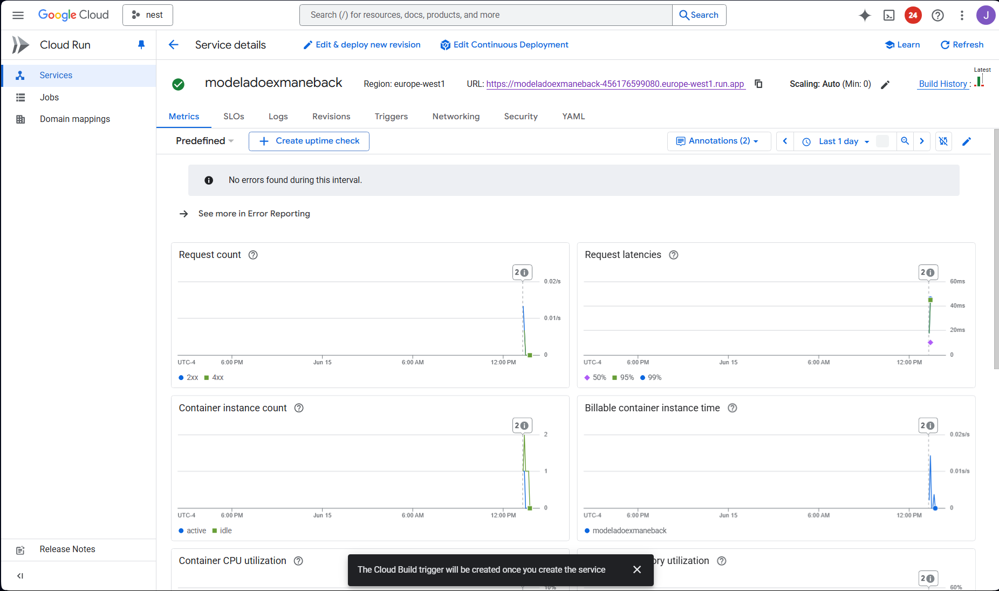 Google Cloud
nest
Search (/) for resources, docs, products, and more
Search
24
J
Cloud Run
Service details
Edit & deploy new revision
Edit Continuous Deployment
Learn
Refresh
Services
Jobs
Domain mappings
Release Notes
modeladoexmaneback
Region: europe-west1
URL: https://modeladoexmaneback-456176599080.europe-west1.run.app
Scaling: Auto (Min: 0)
Build History :
Latest
Metrics
SLOs
Logs
Revisions
Triggers
Networking
Security
YAML
Predefined
Create uptime check
Annotations (2)
Last 1 day
No errors found during this interval.
See more in Error Reporting
Request count
2
0.02/s
0.01/s
0
UTC-4
6:00 PM
Jun 15
6:00 AM
12:00 PM
2xx
4xx
Request latencies
2
60ms
40ms
20ms
0
UTC-4
6:00 PM
Jun 15
6:00 AM
12:00 PM
50%
95%
99%
Container instance count
2
2
1
0
UTC-4
6:00 PM
Jun 15
6:00 AM
12:00 PM
active
idle
Billable container instance time
2
0.02s/s
0.01s/s
0
UTC-4
6:00 PM
Jun 15
6:00 AM
12:00 PM
modeladoexmaneback
Container CPU utilization
10%
ory utilization
2
60%
The Cloud Build trigger will be created once you create the service